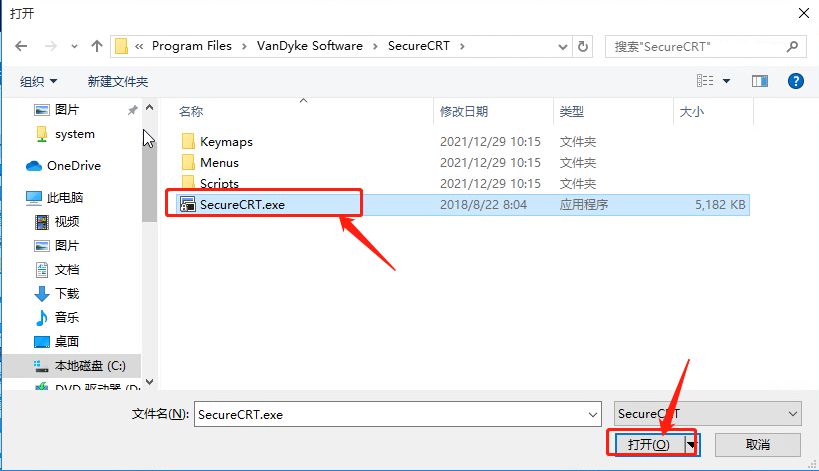 打开
« Program Files › VanDyke Software › SecureCRT ›
搜索"SecureCRT"
组织 新建文件夹
名称 修改日期 类型 大小
图片
system
OneDrive
此电脑
视频
图片
文档
下载
音乐
桌面
本地磁盘 (C:)
DVD 驱动器 (D:
Keymaps 2021/12/29 10:15 文件夹
Menus 2021/12/29 10:15 文件夹
Scripts 2021/12/29 10:15 文件夹
SecureCRT.exe 2018/8/22 8:04 应用程序 5,182 KB
文件名(N): SecureCRT.exe
SecureCRT
打开(O) 取消